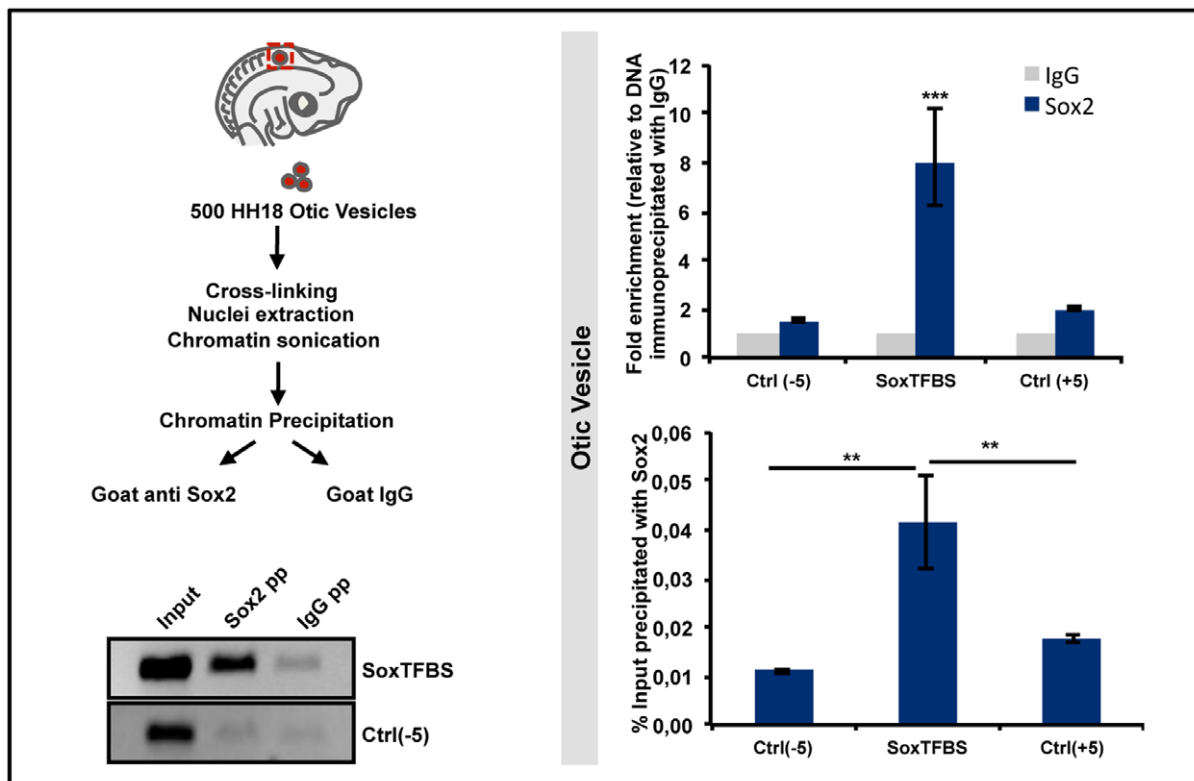 500 HH18 Otic Vesicles
Cross-linking
Nuclei extraction
Chromatin sonication
Chromatin Precipitation
Goat anti Sox2
Goat IgG
Input
Sox2 pp
IgG pp
SoxTFBS
Ctrl(-5)
Otic Vesicle
Fold enrichment (relative to DNA
immunoprecipitated with IgG)
12
10
8
6
4
2
0
***
IgG
Sox2
Ctrl (-5)
SoxTFBS
Ctrl (+5)
% Input precipitated with Sox2
0,06
0,05
0,04
0,03
0,02
0,01
0,00
**
**
Ctrl(-5)
SoxTFBS
Ctrl(+5)